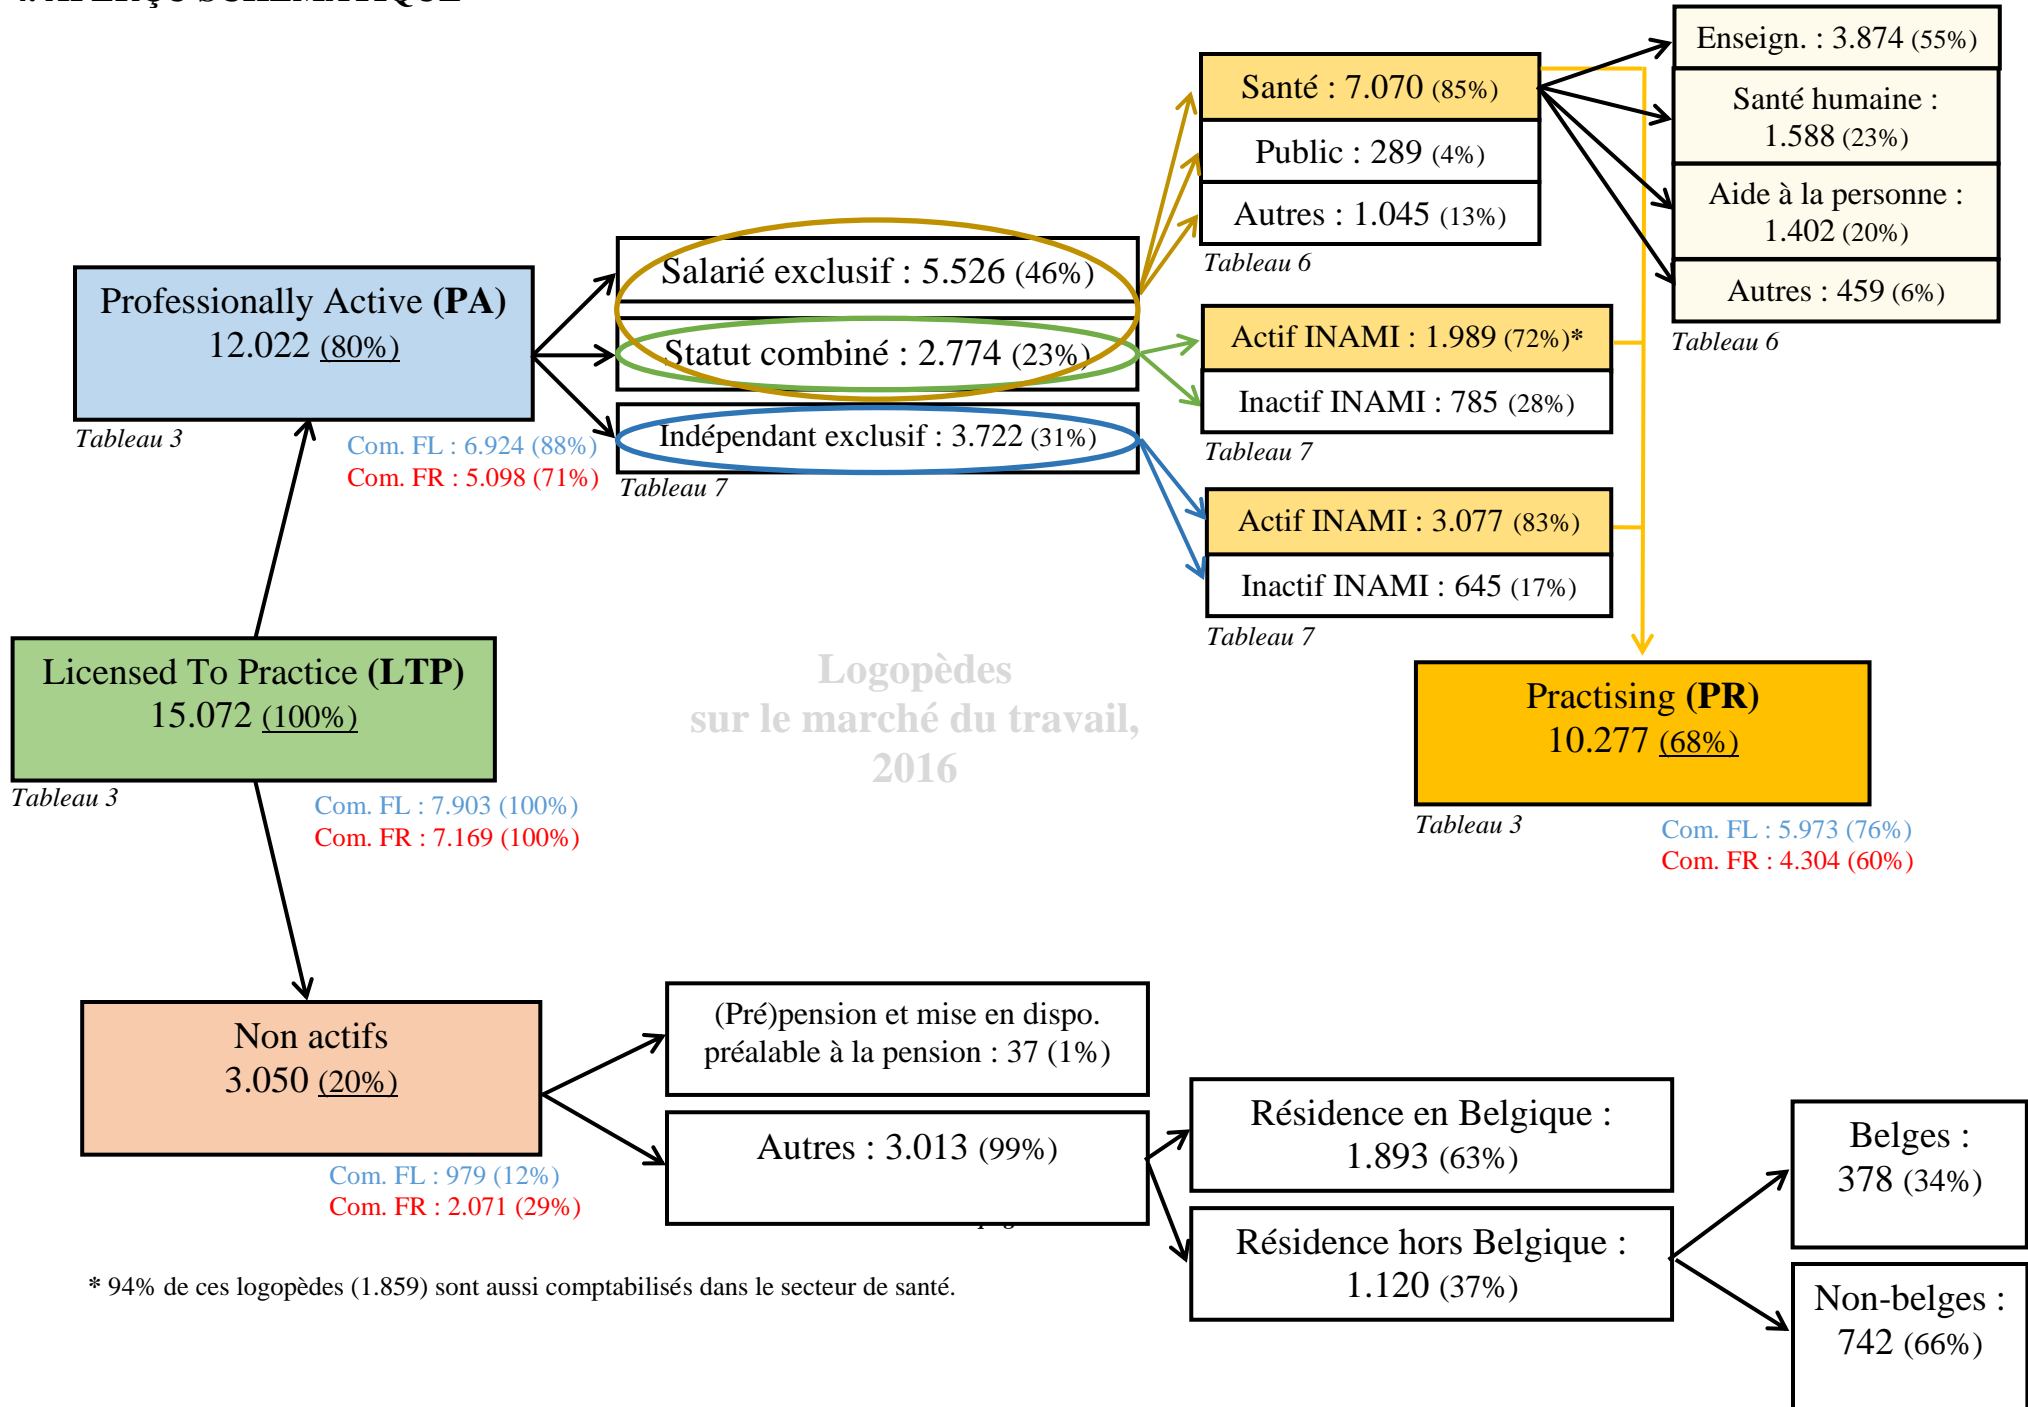 4. APERÇU SCHÉMATIQUE
Enseign. : 3.874 (55%)
Santé humaine :
1.588 (23%)
Aide à la personne :
1.402 (20%)
Autres : 459 (6%)
Tableau 6
Santé : 7.070 (85%)
Public : 289 (4%)
Autres : 1.045 (13%)
Tableau 6
Professionally Active (PA)
12.022 (80%)
Tableau 3
Com. FL : 6.924 (88%)
Com. FR : 5.098 (71%)
Salarié exclusif : 5.526 (46%)
Statut combiné : 2.774 (23%)
Indépendant exclusif : 3.722 (31%)
Tableau 7
Actif INAMI : 1.989 (72%)*
Inactif INAMI : 785 (28%)
Tableau 7
Actif INAMI : 3.077 (83%)
Inactif INAMI : 645 (17%)
Tableau 7
Licensed To Practice (LTP)
15.072 (100%)
Tableau 3
Com. FL : 7.903 (100%)
Com. FR : 7.169 (100%)
Logopèdes
sur le marché du travail,
2016
Practising (PR)
10.277 (68%)
Tableau 3
Com. FL : 5.973 (76%)
Com. FR : 4.304 (60%)
Non actifs
3.050 (20%)
Com. FL : 979 (12%)
Com. FR : 2.071 (29%)
(Pré)pension et mise en dispo.
préalable à la pension : 37 (1%)
Autres : 3.013 (99%)
Résidence en Belgique :
1.893 (63%)
Résidence hors Belgique :
1.120 (37%)
Belges :
378 (34%)
Non-belges :
742 (66%)
* 94% de ces logopèdes (1.859) sont aussi comptabilisés dans le secteur de santé.